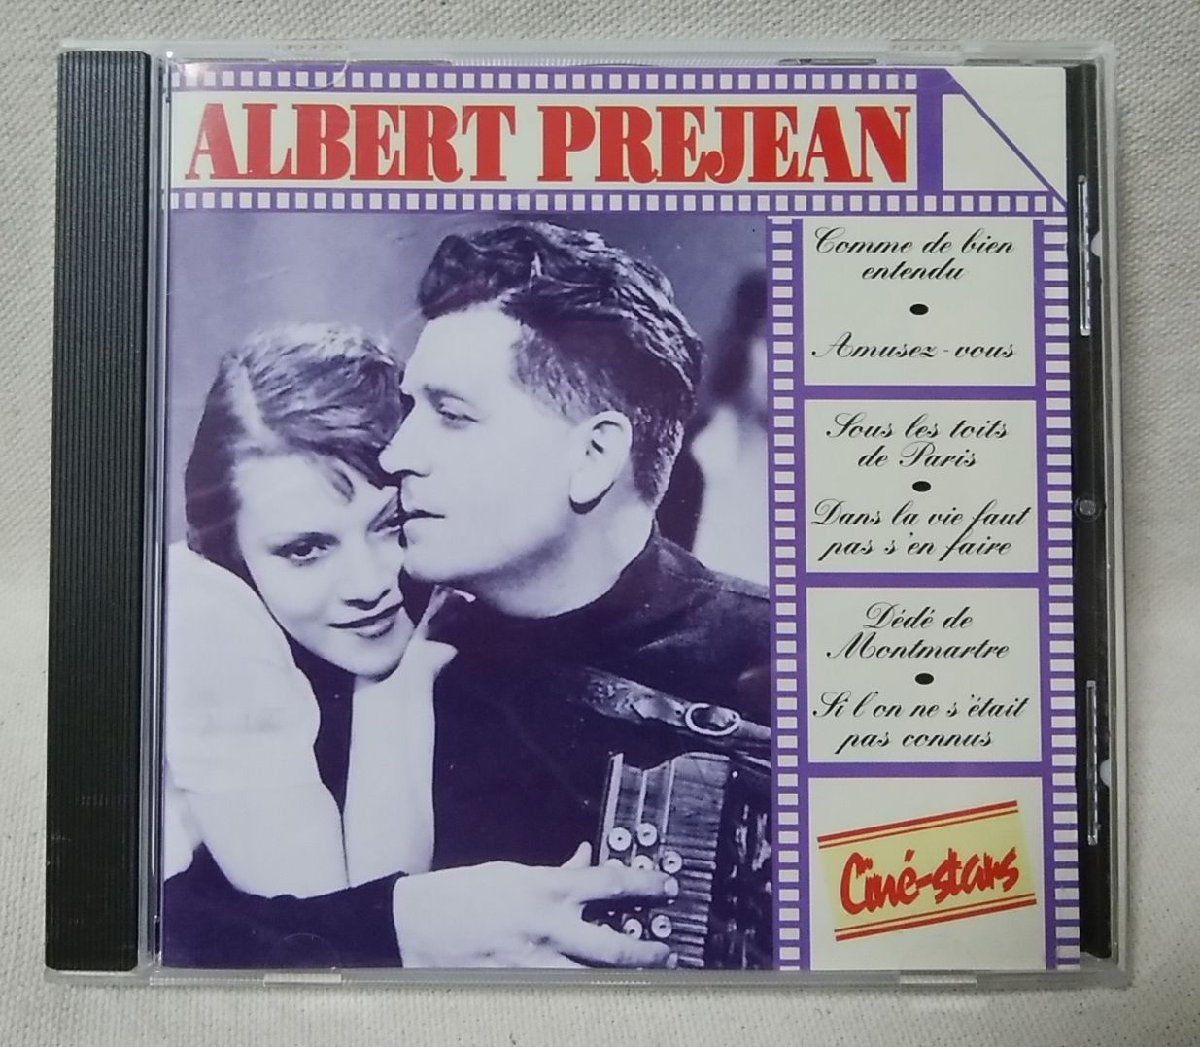 ALBERT PREJEAN
Comme de bien
entendu
Amusez-vous
Sous les toits
de Paris
Dans la vie faut
pas s'en faire
Dédé de
Montmartre
Si l'on ne s'était
pas connus
Ciné-stars